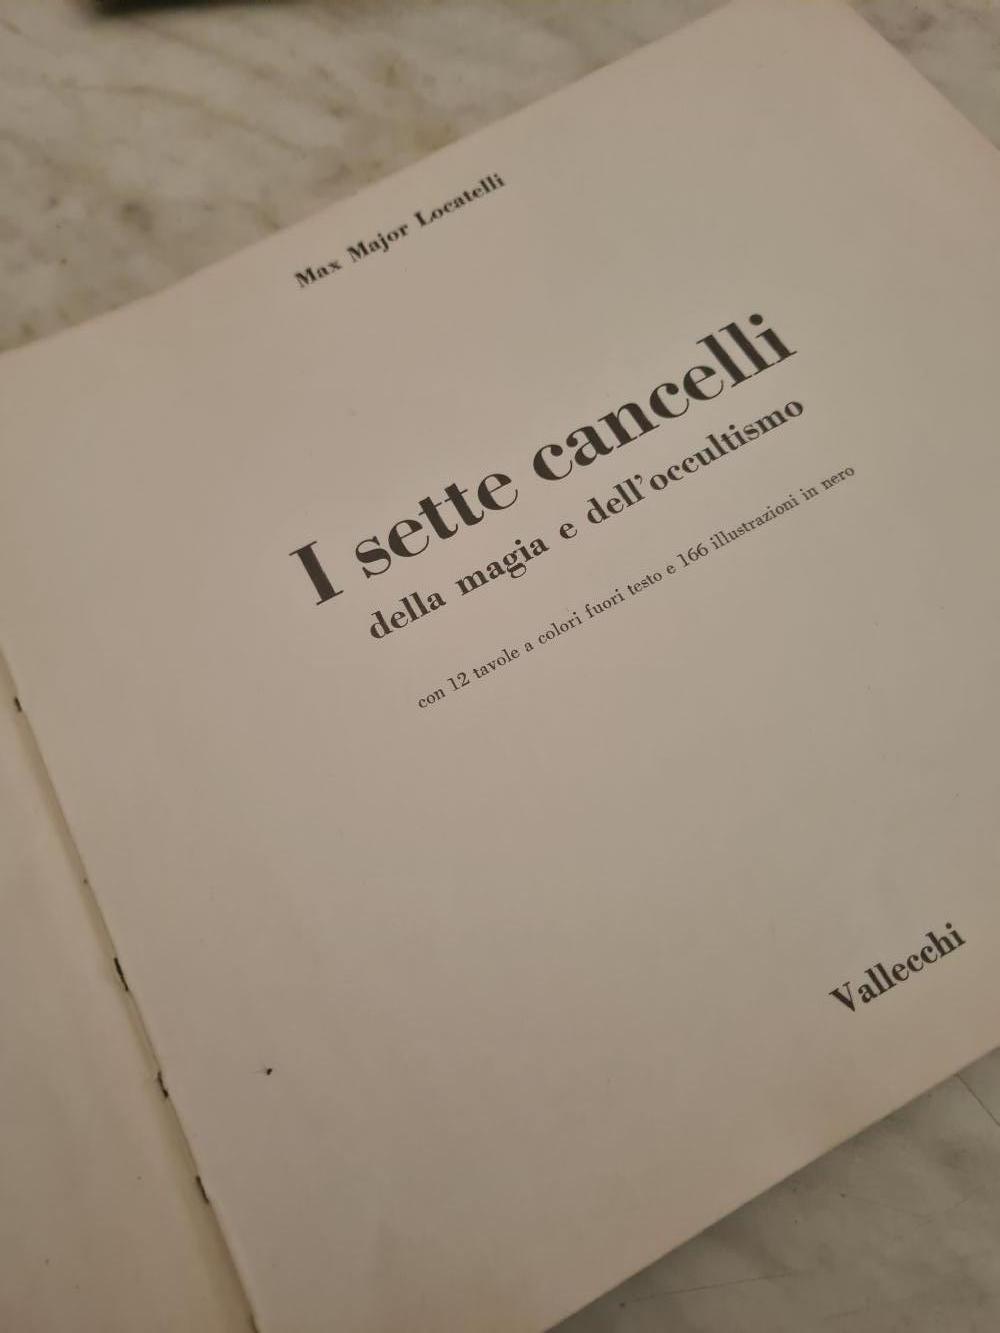 Max Major Locatelli
I sette cancelli
della magia e dell'occultismo
con 12 tavole a colori fuori testo e 166 illustrazioni in nero
Vallecchi